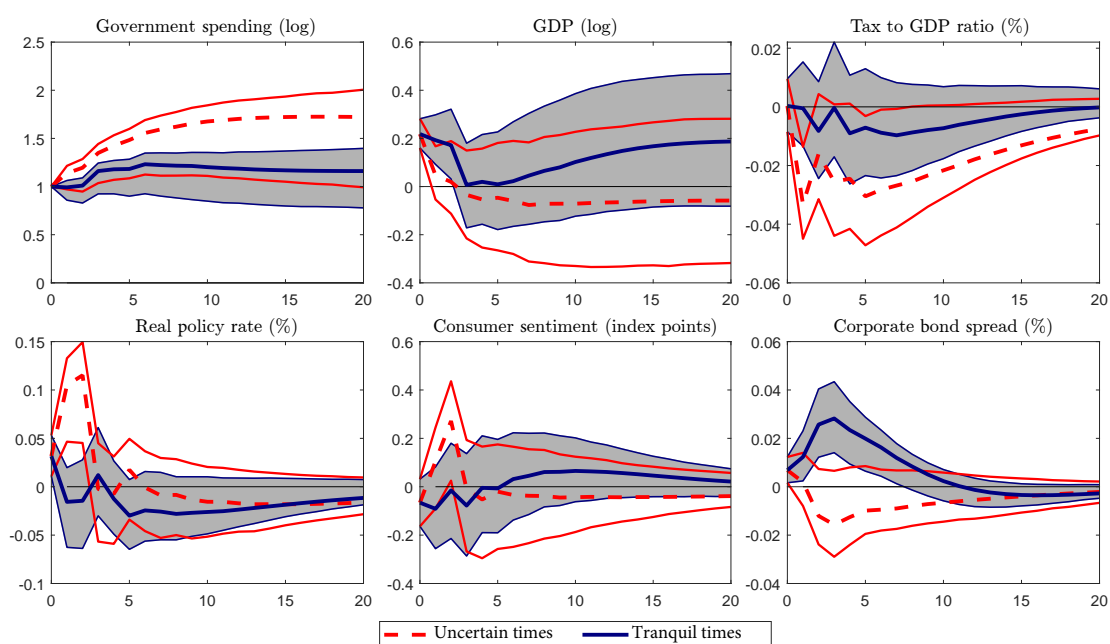 Government spending (log)
GDP (log)
Tax to GDP ratio (%)
2.5
2
1.5
1
0.5
0
0 5 10 15 20
0.6
0.4
0.2
0
-0.2
-0.4
0 5 10 15 20
0.02
0
-0.02
-0.04
-0.06
0 5 10 15 20
Real policy rate (%)
Consumer sentiment (index points)
Corporate bond spread (%)
0.15
0.1
0.05
0
-0.05
-0.1
0 5 10 15 20
0.6
0.4
0.2
0
-0.2
-0.4
0 5 10 15 20
0.06
0.04
0.02
0
-0.02
-0.04
0 5 10 15 20
Uncertain times
Tranquil times